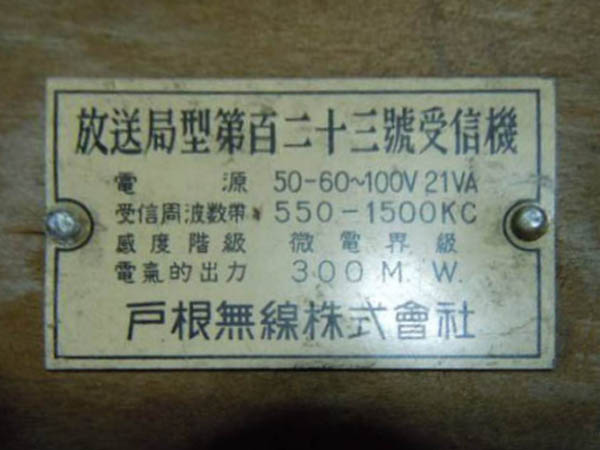 放送局型第百二十三號受信機
電源 50-60~100V 21VA
受信周波数帯 550-1500KC
感度階級 微電界級
電氣的出力 300 M. W.
戸根無線株式會社